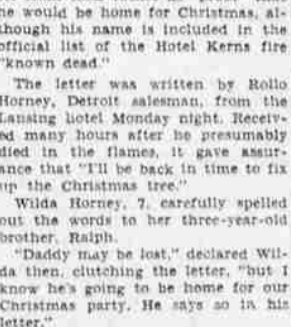 he would be home for Christmas, al-
though his name is included in the
official list of the Hotel Kerns fire
"known dead."
The letter was written by Rollo
Horney, Detroit salesman, from the
Lansing hotel Monday night. Receiv-
ed many hours after he presumably
died in the flames, it gave assur-
ance that "I'll be back in time to fix
up the Christmas tree."
Wilda Horney, 7, carefully spelled
out the words to her three-year-old
brother, Ralph.
"Daddy may be lost," declared Wil-
da then, clutching the letter, "but I
know he's going to be home for our
Christmas party. He says so in his
letter."